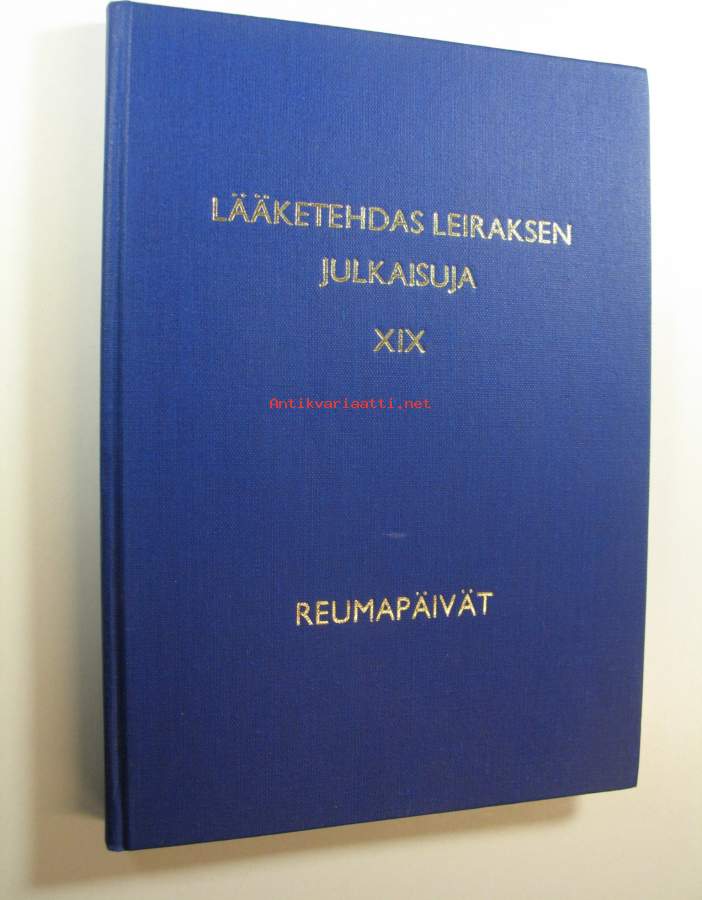 LÄÄKETEHDAS LEIRAKSEN
JULKAISUJA
XIX
Antikvariaatti.net
REUMAPÄIVÄT